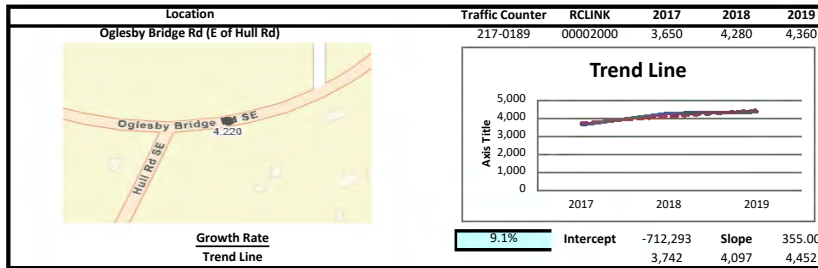 Location Traffic Counter RCLINK 2017 2018 2019
Oglesby Bridge Rd (E of Hull Rd) 217-0189 00002000 3,650 4,280 4,360
Oglesby Bridge SE
4,220
Hull Rd SE
Trend Line
Axis Title
5,000
4,000
3,000
2,000
1,000
0
2017 2018 2019
Growth Rate 9.1% Intercept -712,293 Slope 355.00
Trend Line 3,742 4,097 4,452